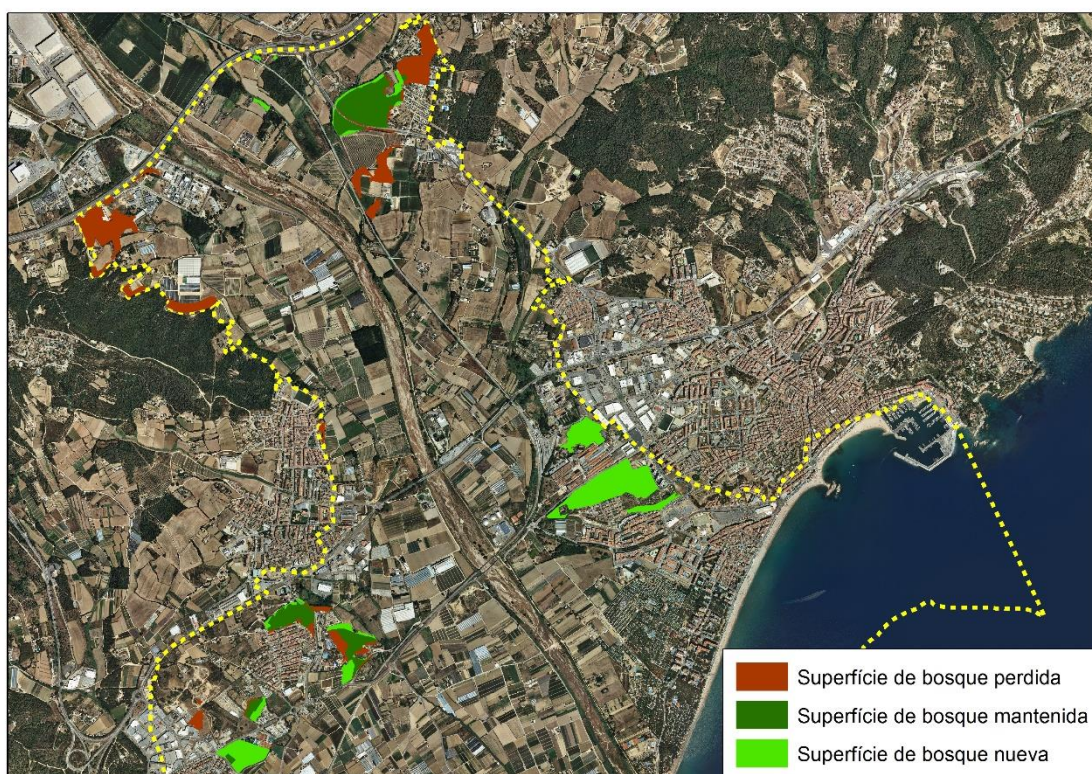 Superfície de bosque perdida
Superfície de bosque mantenida
Superfície de bosque nueva